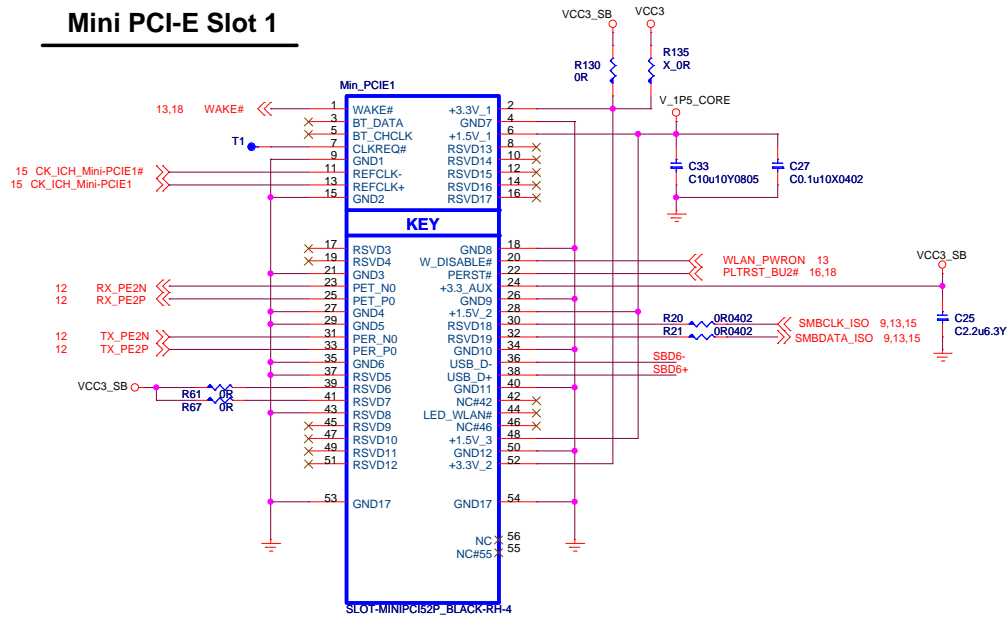 Mini PCI-E Slot 1
VCC3_SB VCC3
R130 0R
R135 X_0R
Min_PCIE1
V_1P5_CORE
13,18 WAKE# 1 WAKE# +3.3V_1 2
3 BT_DATA GND7 4
5 BT_CHCLK +1.5V_1 6
T1 7 CLKREQ# RSVD13 8
9 GND1 RSVD14 10
15 CK_ICH_Mini-PCIE1# 11 REFCLK- RSVD15 12
15 CK_ICH_Mini-PCIE1 13 REFCLK+ RSVD16 14
15 GND2 RSVD17 16
C33 C10u10Y0805
C27 C0.1u10X0402
KEY
17 RSVD3 GND8 18
19 RSVD4 W_DISABLE# 20 WLAN_PWRON 13
21 GND3 PERST# 22 PLTRST_BU2# 16,18
VCC3_SB
12 RX_PE2N 23 PET_N0 +3.3_AUX 24
12 RX_PE2P 25 PET_P0 GND9 26
27 GND4 +1.5V_2 28
29 GND5 RSVD18 30 R20 0R0402 SMBCLK_ISO 9,13,15
12 TX_PE2N 31 PER_N0 RSVD19 32 R21 0R0402 SMBDATA_ISO 9,13,15
C25 C2.2u6.3Y
12 TX_PE2P 33 PER_P0 GND10 34
35 GND6 USB_D- 36 SBD6-
37 RSVD5 USB_D+ 38 SBD6+
VCC3_SB 39 RSVD6 GND11 40
R61 0R 41 RSVD7 NC#42 42
R67 0R 43 RSVD8 LED_WLAN# 44
45 RSVD9 NC#46 46
47 RSVD10 +1.5V_3 48
49 RSVD11 GND12 50
51 RSVD12 +3.3V_2 52
53 GND17 GND17 54
NC 56
NC#55 55
SLOT-MINIPCI52P_BLACK-RH-4